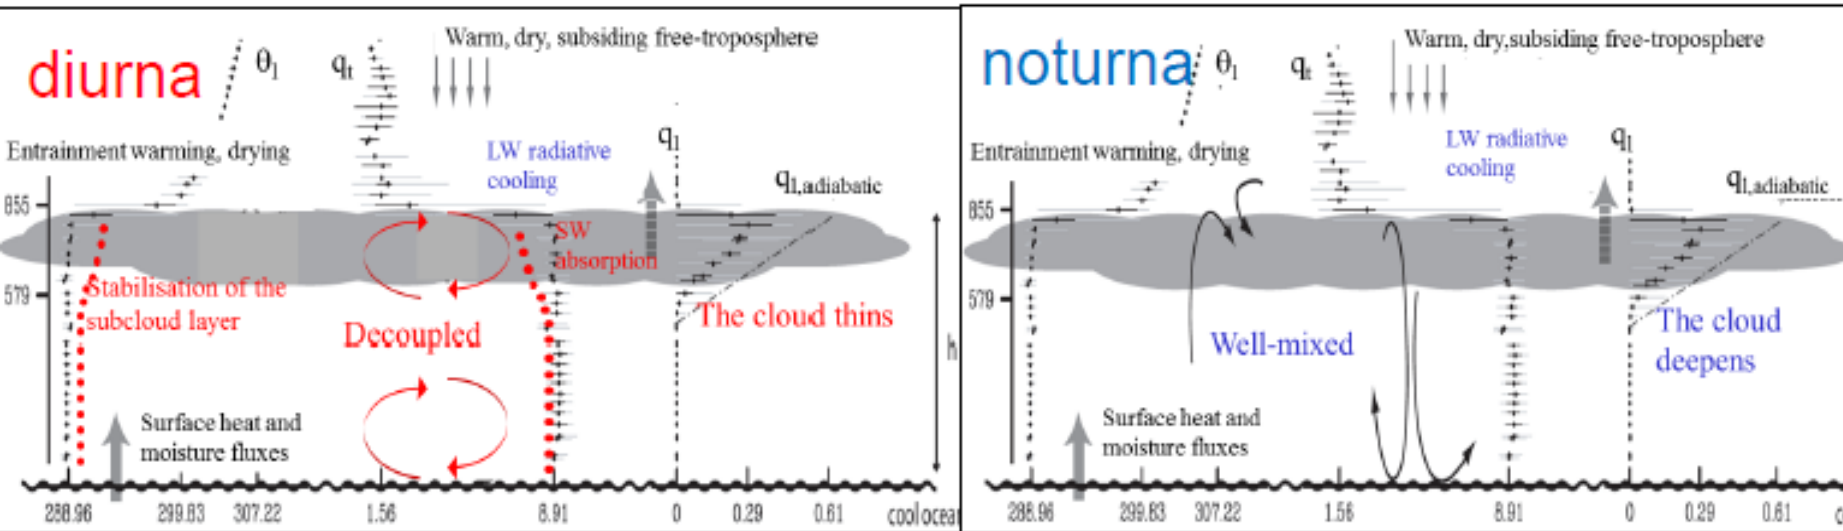 diurna
θl
qt
Warm, dry, subsiding free-troposphere
Entrainment warming, drying
LW radiative
cooling
ql
ql,adiabatic
855
SW
absorption
579
Stabilisation of the
subcloud layer
Decoupled
The cloud thins
h
Surface heat and
moisture fluxes
288.96 299.83 307.22 1.56 8.91 0 0.29 0.61 cool ocean
noturna
θl
qt
Warm, dry,subsiding free-troposphere
Entrainment warming, drying
LW radiative
cooling
ql
ql,adiabatic
855
579
Well-mixed
The cloud
deepens
Surface heat and
moisture fluxes
288.96 299.83 307.22 1.56 8.91 0 0.29 0.61